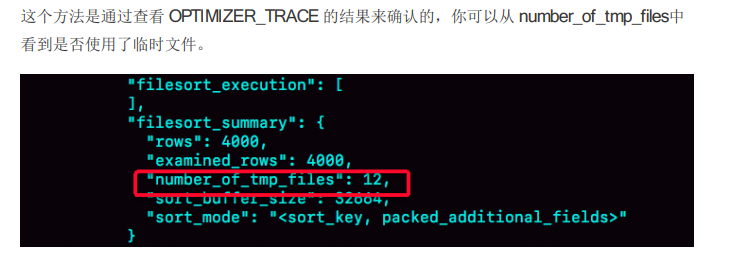 这个方法是通过查看 OPTIMIZER_TRACE 的结果来确认的，你可以从 number_of_tmp_files中
看到是否使用了临时文件。
"filesort_execution": [
],
"filesort_summary": {
"rows": 4000,
"examined_rows": 4000,
"number_of_tmp_files": 12,
"sort_buffer_size": 32664,
"sort_mode": "<sort_key, packed_additional_fields>"
}